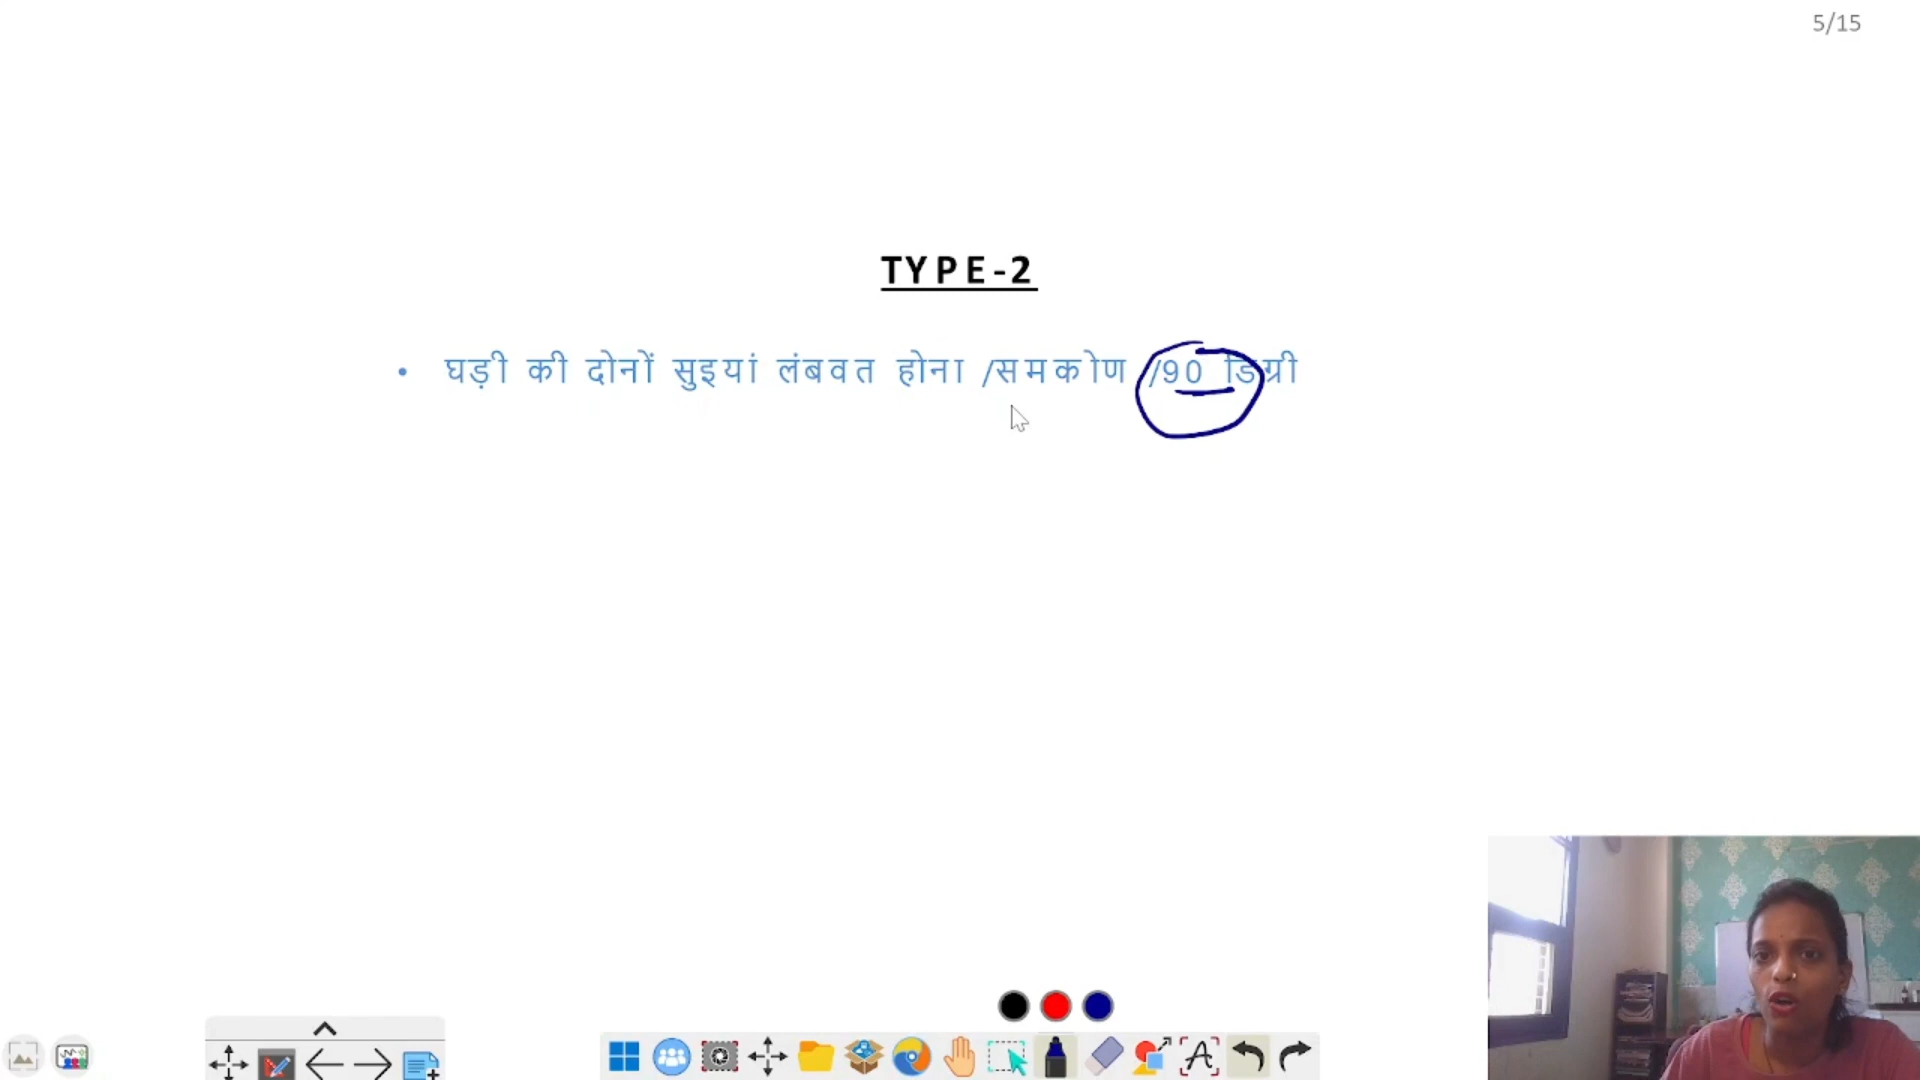 5/15
TYPE-2
• घड़ी की दोनों सुइयां लंबवत होना /समकोण /90 डिग्री